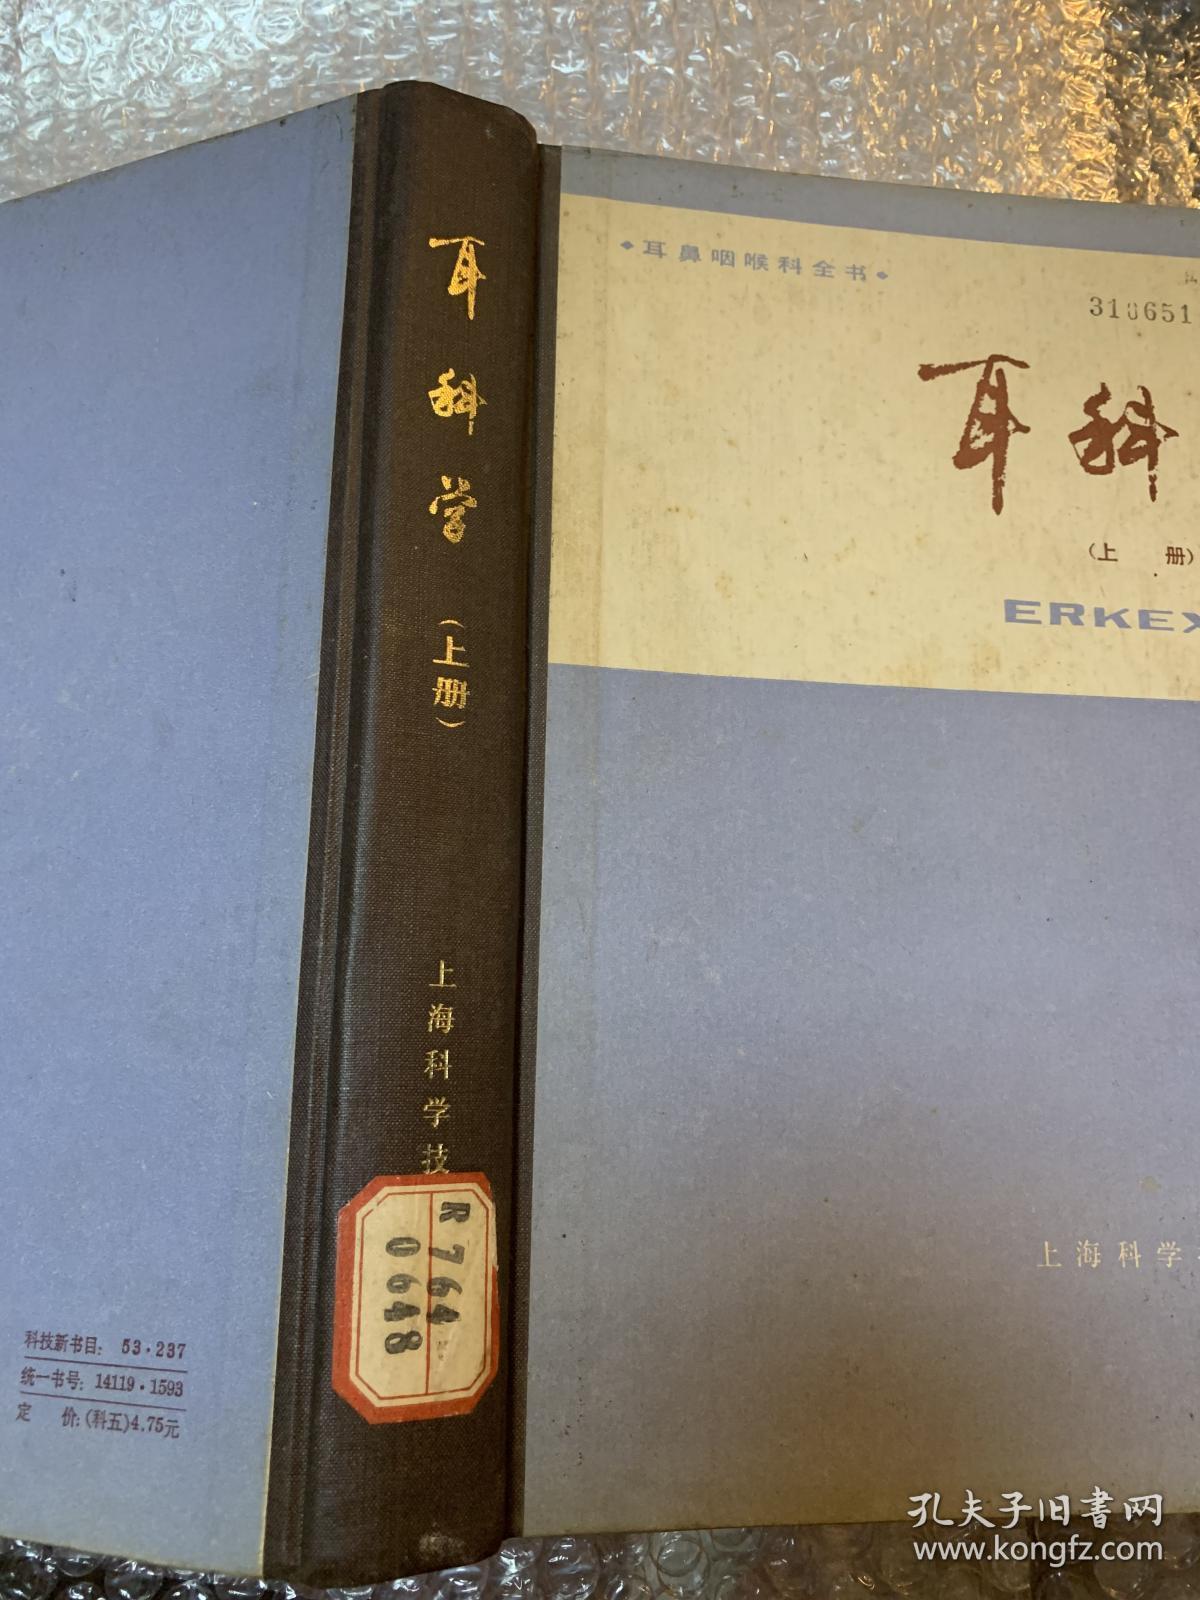 耳科学（上册）
上海科学技
R764
0648
◆耳鼻咽喉科全书◆
310651
耳科
（上 册）
ERKEX
上海科学
科技新书目：53·237
统一书号：14119·1593
定 价：(科五)4.75元
孔夫子旧書网
www.kongfz.com